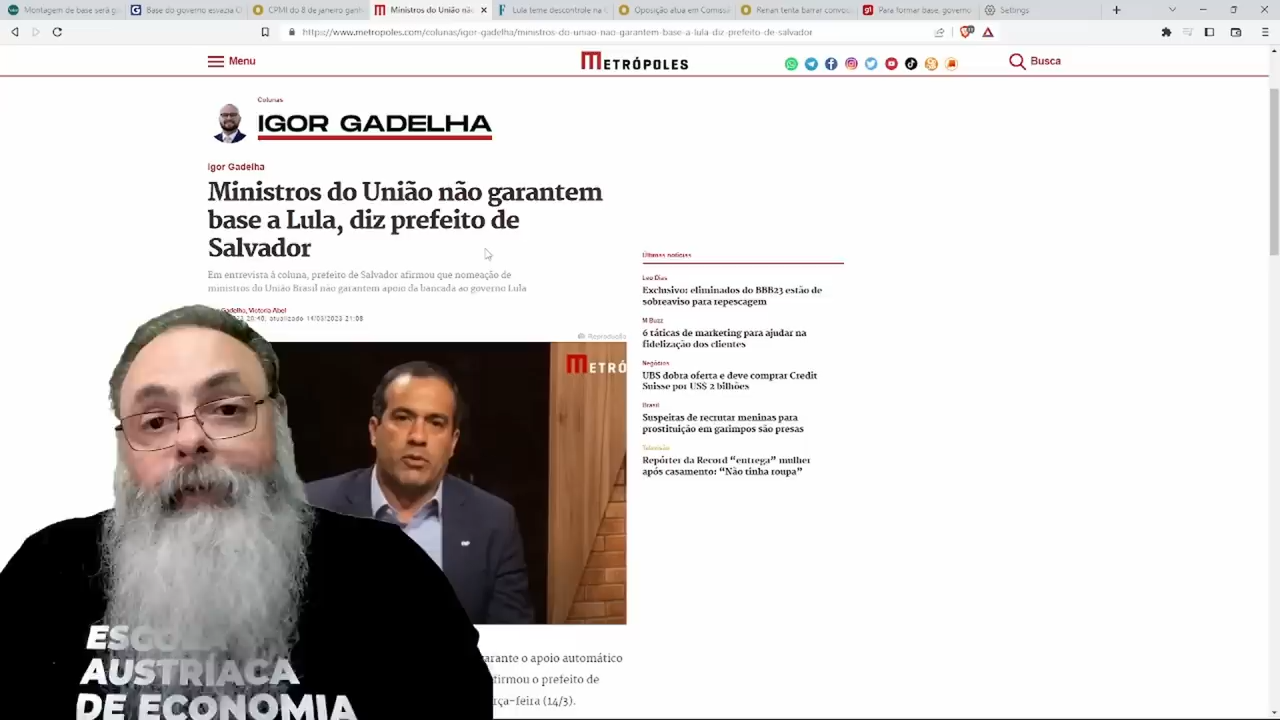 Montagem de base seu
Base do governo esvazia C
CPMI do 8 de janeiro ganh
Ministros do União nã
Lula teme descontrole na C
Oposição atua em Comiss
Renan tenta barrar convoc
Para formar base, governo
Settings
https://www.metropoles.com/colunas/igor-gadelha/ministros-do-uniao-nao-garantem-base-a-lula-diz-prefeito-de-salvador
Menu
METRÓPOLES
Busca
Colunas
IGOR GADELHA
Igor Gadelha
Ministros do União não garantem
base a Lula, diz prefeito de
Salvador
Em entrevista à coluna, prefeito de Salvador afirmou que nomeação de
ministros do União Brasil não garantem apoio da bancada ao governo Lula
Gadelha, Victoria Abel
20:46, atualizado 14/03/2023 21:06
Reprodução
METRÓ
Últimas notícias
Leo Dias
Exclusivo: eliminados do BBB23 estão de
sobreaviso para repescagem
M Buzz
6 táticas de marketing para ajudar na
fidelização dos clientes
Negócios
UBS dobra oferta e deve comprar Credit
Suisse por US$ 2 bilhões
Brasil
Suspeitas de recrutar meninas para
prostituição em garimpos são presas
Televisão
Repórter da Record “entrega” mulher
após casamento: “Não tinha roupa”
arante o apoio automático
firmou o prefeito de
rça-feira (14/3).
ESCOLA
AUSTRÍACA
DE ECONOMIA